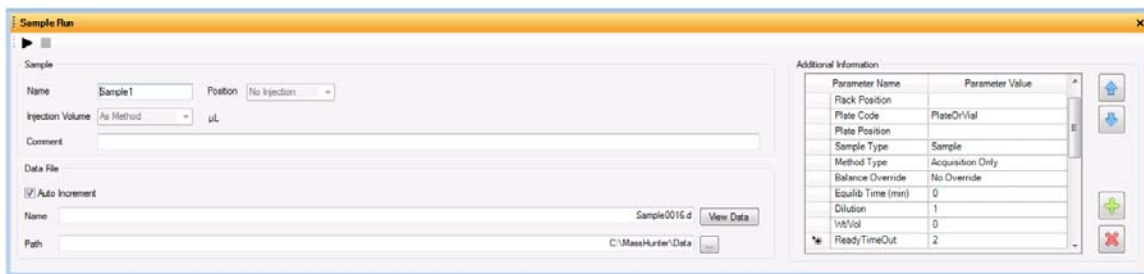 Sample Run
Sample
Name Sample1 Position No Injection
Injection Volume As Method µL
Comment
Data File
Auto Increment
Name Sample0016.d View Data
Path C:\MassHunter\Data ...
Additional Information
Parameter Name Parameter Value
Rack Position
Plate Code PlateOrVial
Plate Position
Sample Type Sample
Method Type Acquisition Only
Balance Override No Override
Equilib Time (min) 0
Dilution 1
Wt/Vol 0
ReadyTimeOut 2